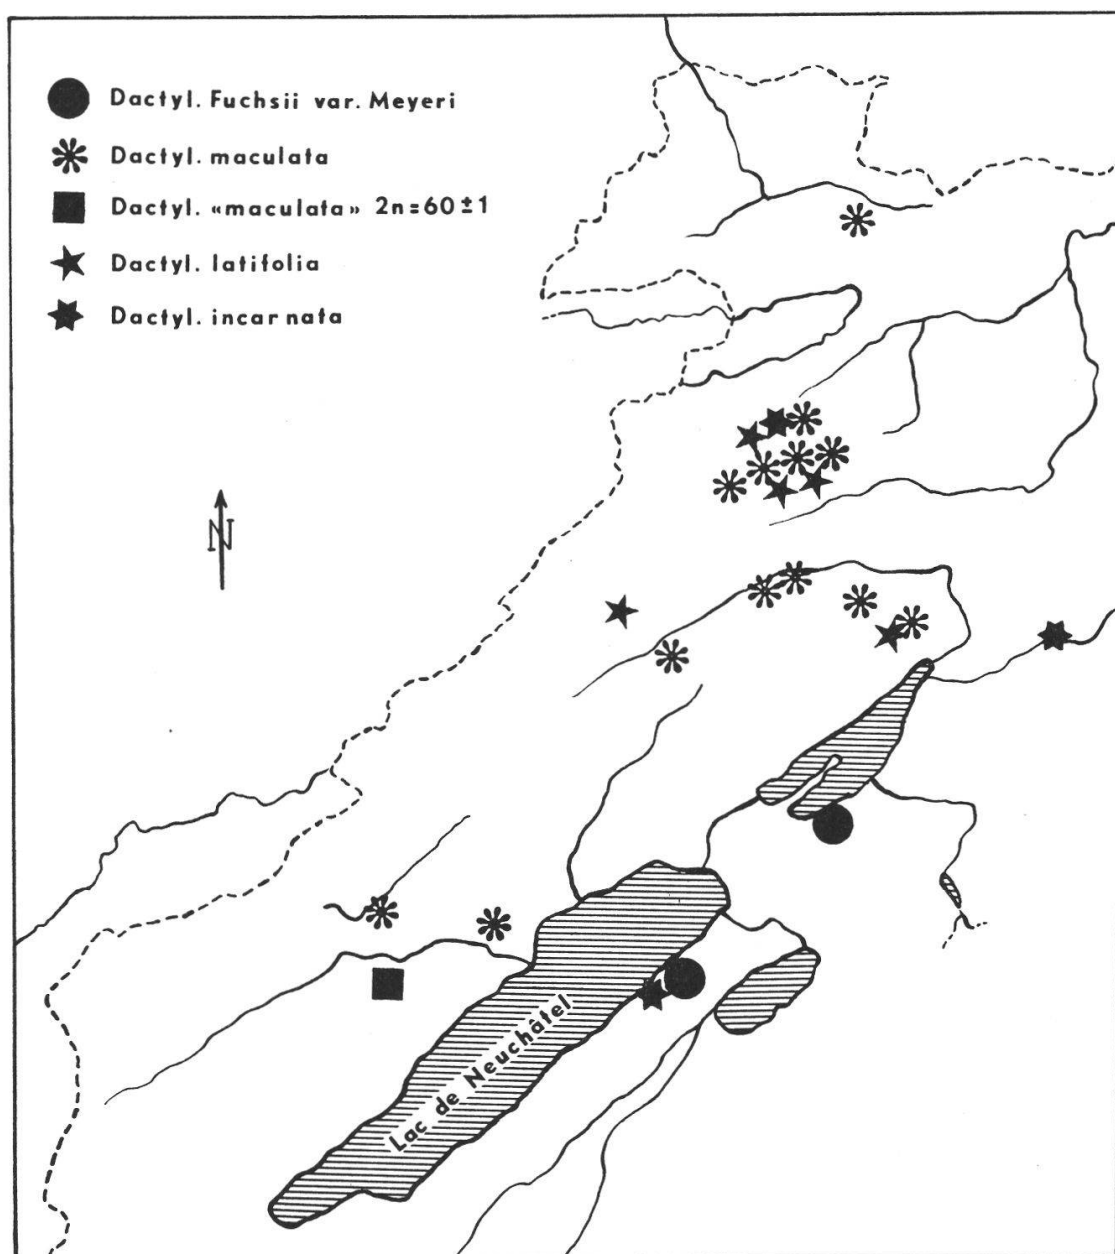 Dactyl. Fuchsii var. Meyeri
Dactyl. maculata
Dactyl. «maculata» 2n=60±1
Dactyl. latifolia
Dactyl. incarnata
N
Lac de Neuchâtel